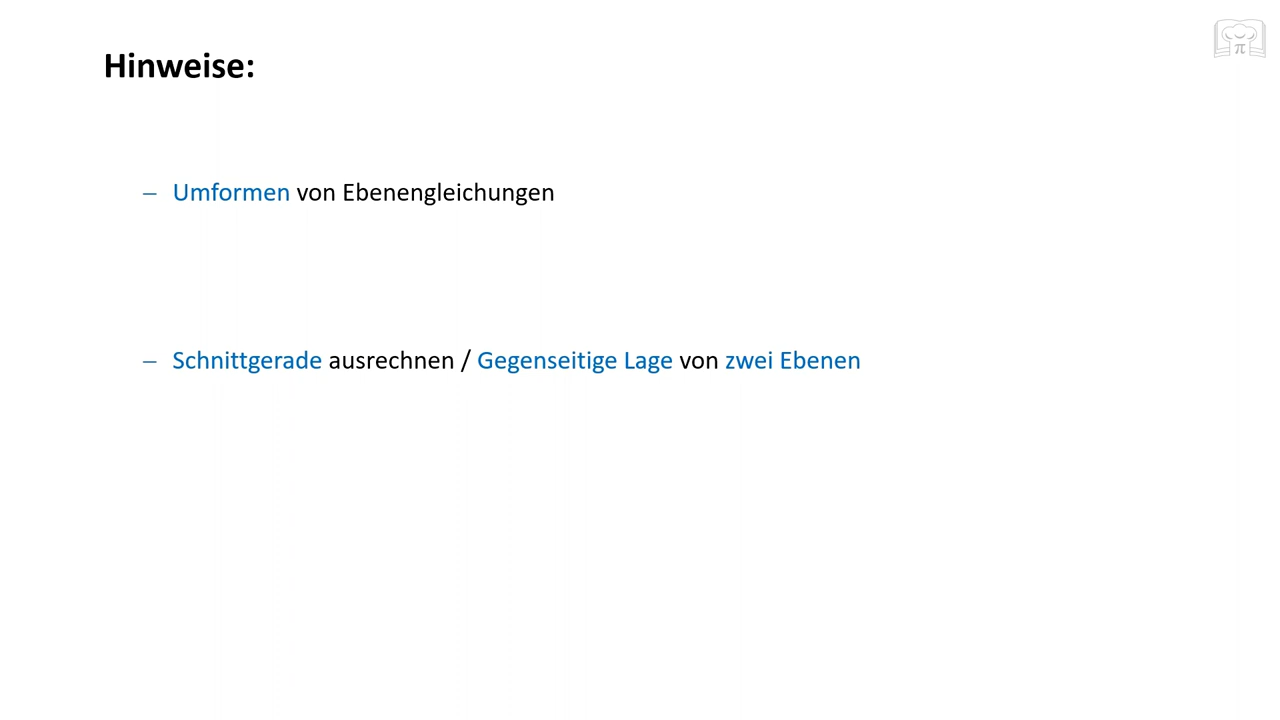 Hinweise:
– Umformen von Ebenengleichungen
– Schnittgerade ausrechnen / Gegenseitige Lage von zwei Ebenen
π